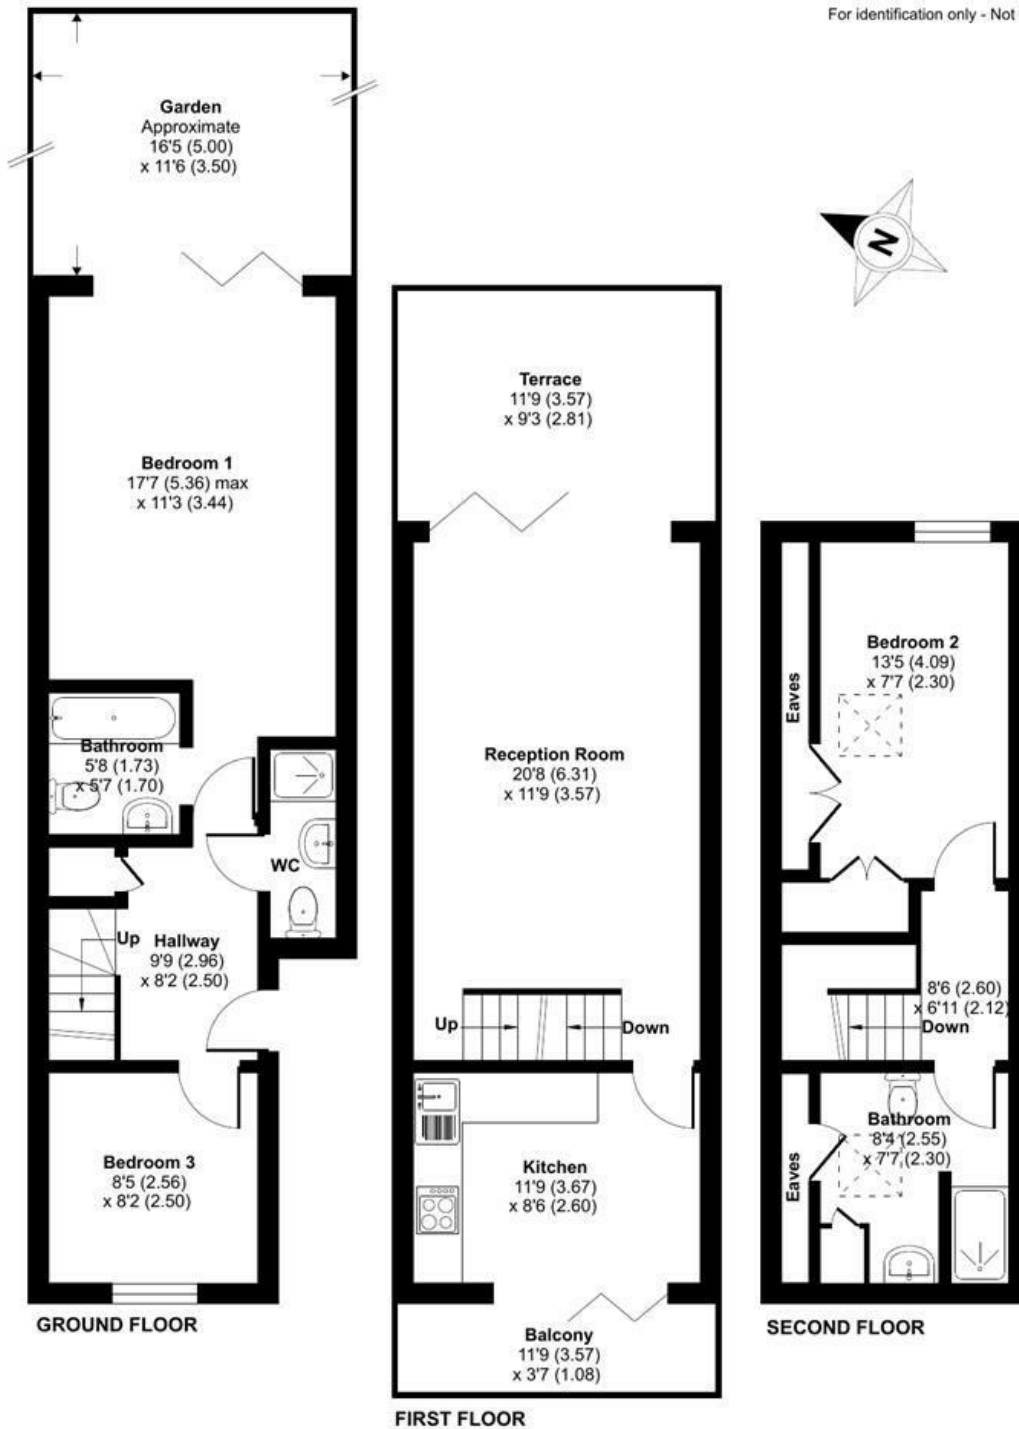 For identification only - Not
Garden
Approximate
16'5 (5.00)
x 11'6 (3.50)
N
Bedroom 1
17'7 (5.36) max
x 11'3 (3.44)
Bathroom
5'8 (1.73)
x 5'7 (1.70)
WC
Up
Hallway
9'9 (2.96)
x 8'2 (2.50)
Bedroom 3
8'5 (2.56)
x 8'2 (2.50)
GROUND FLOOR
Terrace
11'9 (3.57)
x 9'3 (2.81)
Reception Room
20'8 (6.31)
x 11'9 (3.57)
Up
Down
Kitchen
11'9 (3.67)
x 8'6 (2.60)
Balcony
11'9 (3.57)
x 3'7 (1.08)
FIRST FLOOR
Bedroom 2
13'5 (4.09)
x 7'7 (2.30)
Eaves
8'6 (2.60)
x 6'11 (2.12)
Down
Bathroom
8'4 (2.55)
x 7'7 (2.30)
Eaves
SECOND FLOOR